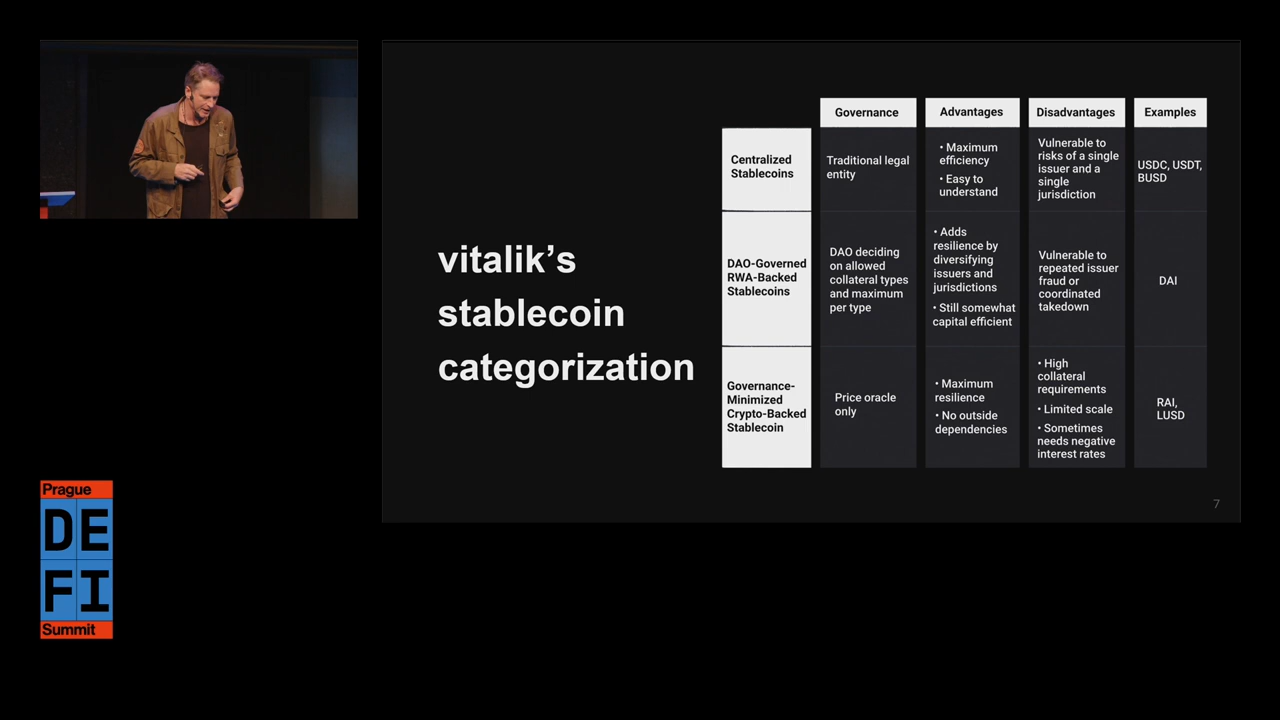 vitalik’s
stablecoin
categorization
Governance
Advantages
Disadvantages
Examples
Centralized
Stablecoins
Traditional legal
entity
• Maximum
efficiency
• Easy to
understand
Vulnerable to
risks of a single
issuer and a
single
jurisdiction
USDC, USDT,
BUSD
DAO-Governed
RWA-Backed
Stablecoins
DAO deciding
on allowed
collateral types
and maximum
per type
• Adds
resilience by
diversifying
issuers and
jurisdictions
• Still somewhat
capital efficient
Vulnerable to
repeated issuer
fraud or
coordinated
takedown
DAI
Governance-
Minimized
Crypto-Backed
Stablecoin
Price oracle
only
• Maximum
resilience
• No outside
dependencies
• High
collateral
requirements
• Limited scale
• Sometimes
needs negative
interest rates
RAI,
LUSD
7
Prague
DE
FI
Summit